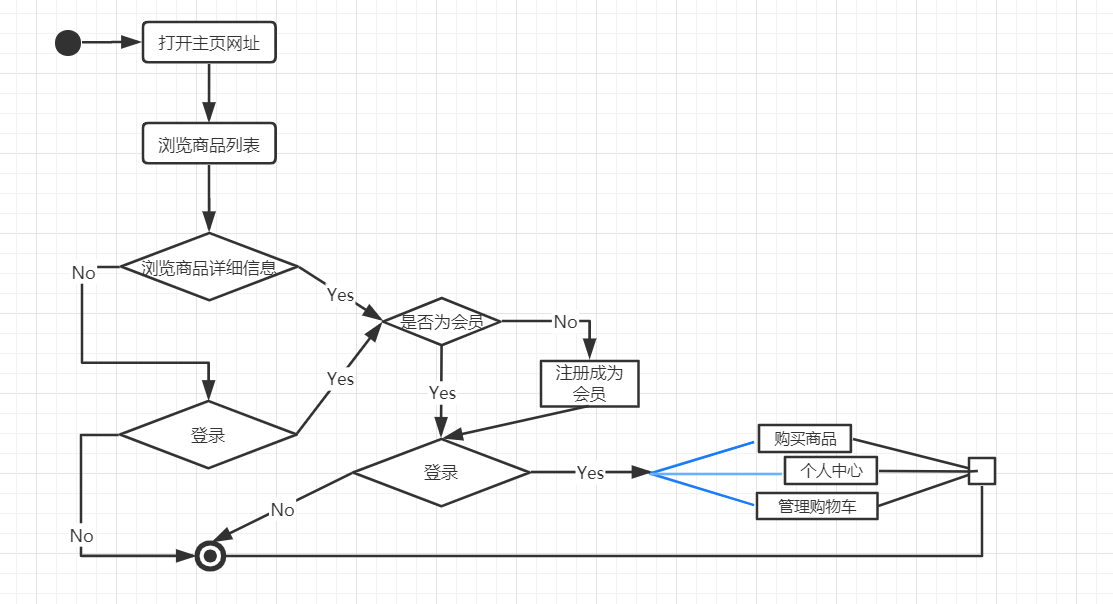 打开主页网址
浏览商品列表
浏览商品详细信息
No
Yes
是否为会员
No
注册成为
会员
Yes
Yes
登录
购买商品
登录
Yes
个人中心
管理购物车
No
No